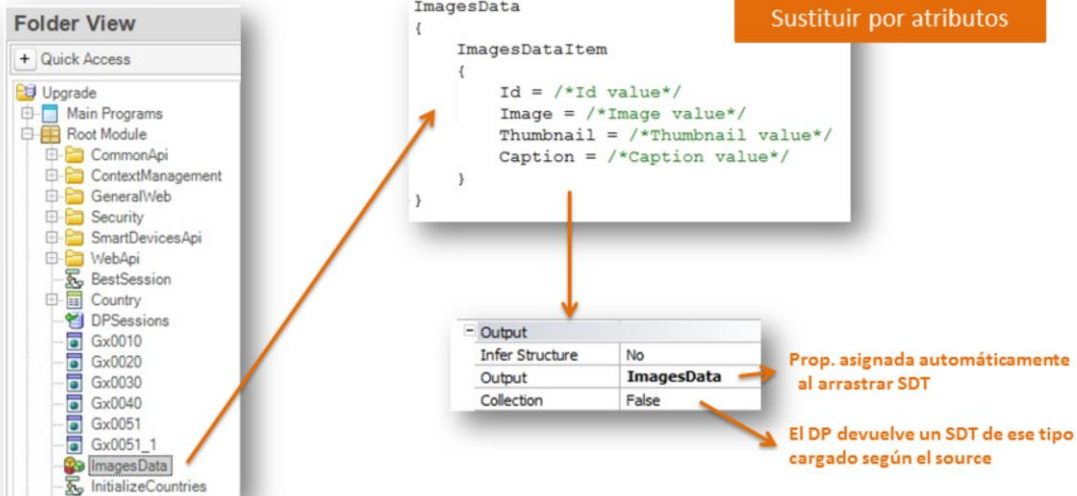 Folder View
+ Quick Access
Upgrade
Main Programs
Root Module
CommonApi
ContextManagement
GeneralWeb
Security
SmartDevicesApi
WebApi
BestSession
Country
DPSessions
Gx0010
Gx0020
Gx0030
Gx0040
Gx0051
Gx0051_1
ImagesData
InitializeCountries
ImagesData
{
ImagesDataItem
{
Id = /*Id value*/
Image = /*Image value*/
Thumbnail = /*Thumbnail value*/
Caption = /*Caption value*/
}
}
Sustituir por atributos
Output
Infer Structure No
Output ImagesData
Collection False
Prop. asignada automáticamente
al arrastrar SDT
El DP devuelve un SDT de ese tipo
cargado según el source